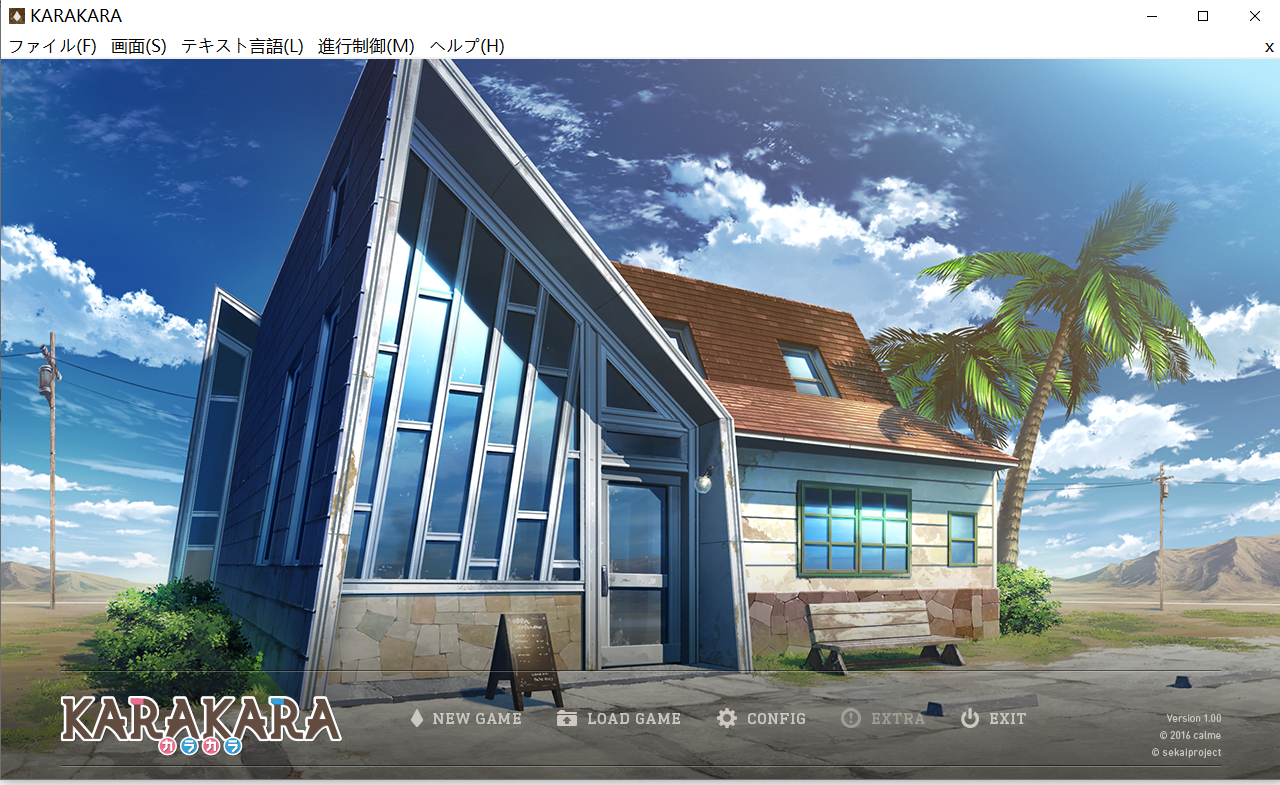 KARAKARA
ファイル(F) 画面(S) テキスト言語(L) 進行制御(M) ヘルプ(H) x
KARAKARA
カラカラ
NEW GAME LOAD GAME CONFIG EXTRA EXIT
Version 1.00
© 2016 calme
© sekaiproject